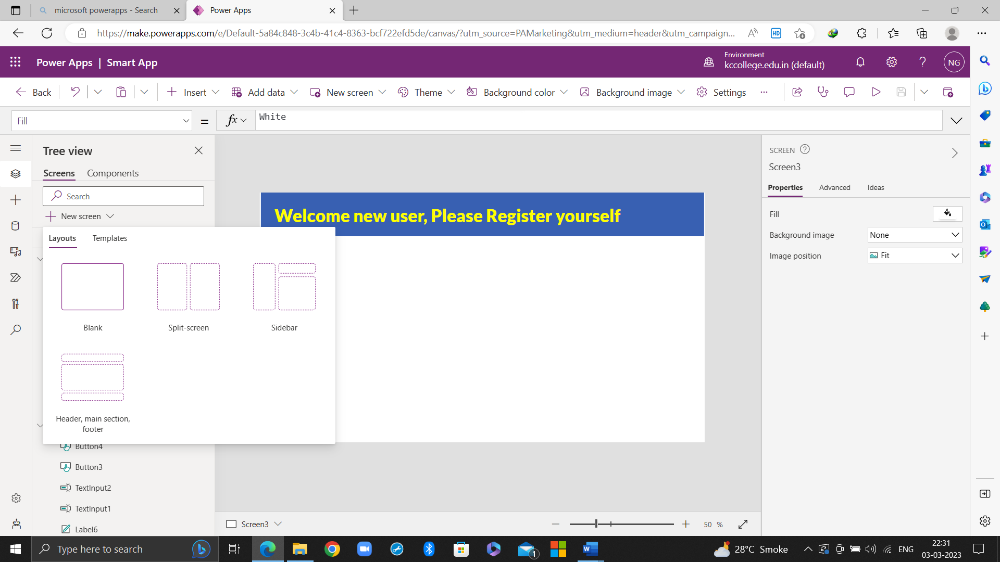 microsoft powerapps - Search
Power Apps
https://make.powerapps.com/e/Default-5a84c848-3c4b-41c4-8363-bcf722efd5de/canvas/?utm_source=PAMarketing&utm_medium=header&utm_campaign...
HD
Power Apps | Smart App
Environment
kccollege.edu.in (default)
NG
Back
Insert
Add data
New screen
Theme
Background color
Background image
Settings
Fill
= fx
White
Tree view
Screens
Components
Search
New screen
Layouts
Templates
Blank
Split-screen
Sidebar
Header, main section,
footer
Button4
Button3
TextInput2
TextInput1
Label6
Welcome new user, Please Register yourself
Screen3
50 %
SCREEN
Screen3
Properties
Advanced
Ideas
Fill
Background image
None
Image position
Fit
Type here to search
1
28°C Smoke
ENG
22:31
03-03-2023